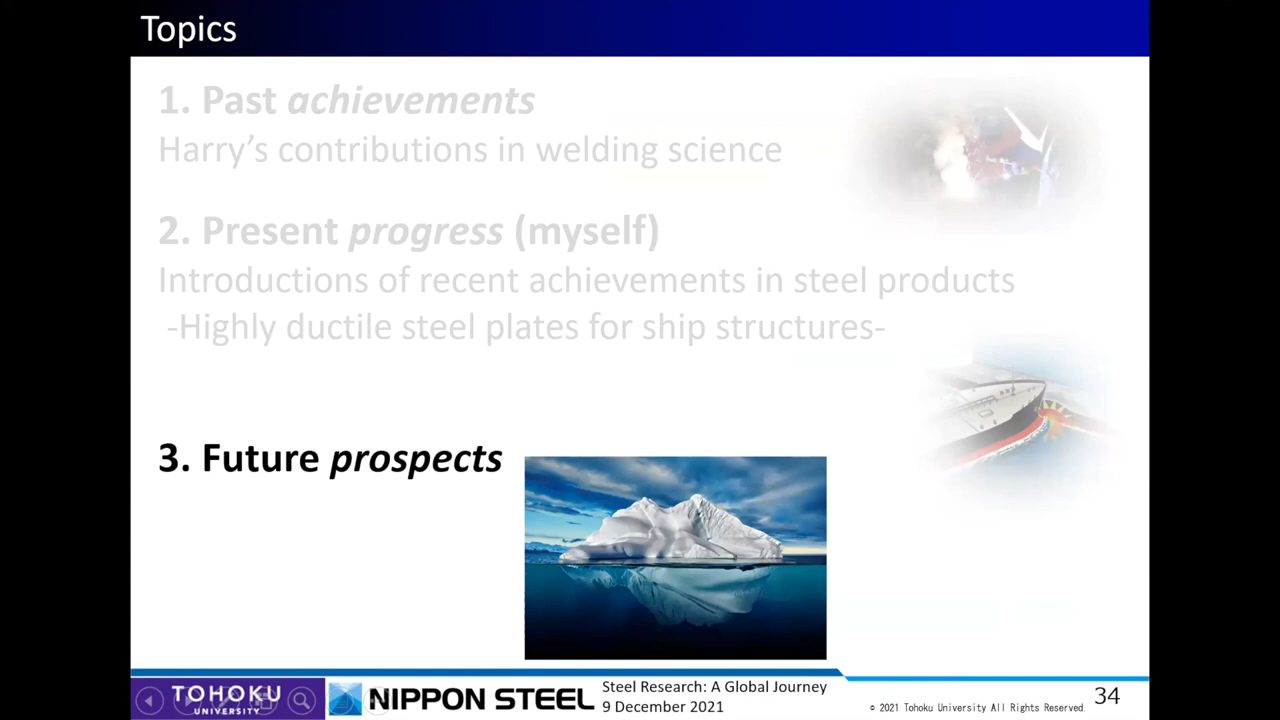 Topics
1. Past achievements
Harry's contributions in welding science
2. Present progress (myself)
Introductions of recent achievements in steel products
-Highly ductile steel plates for ship structures-
3. Future prospects
TOHOKU
UNIVERSITY
NIPPON STEEL
Steel Research: A Global Journey
9 December 2021
© 2021 Tohoku University All Rights Reserved.
34